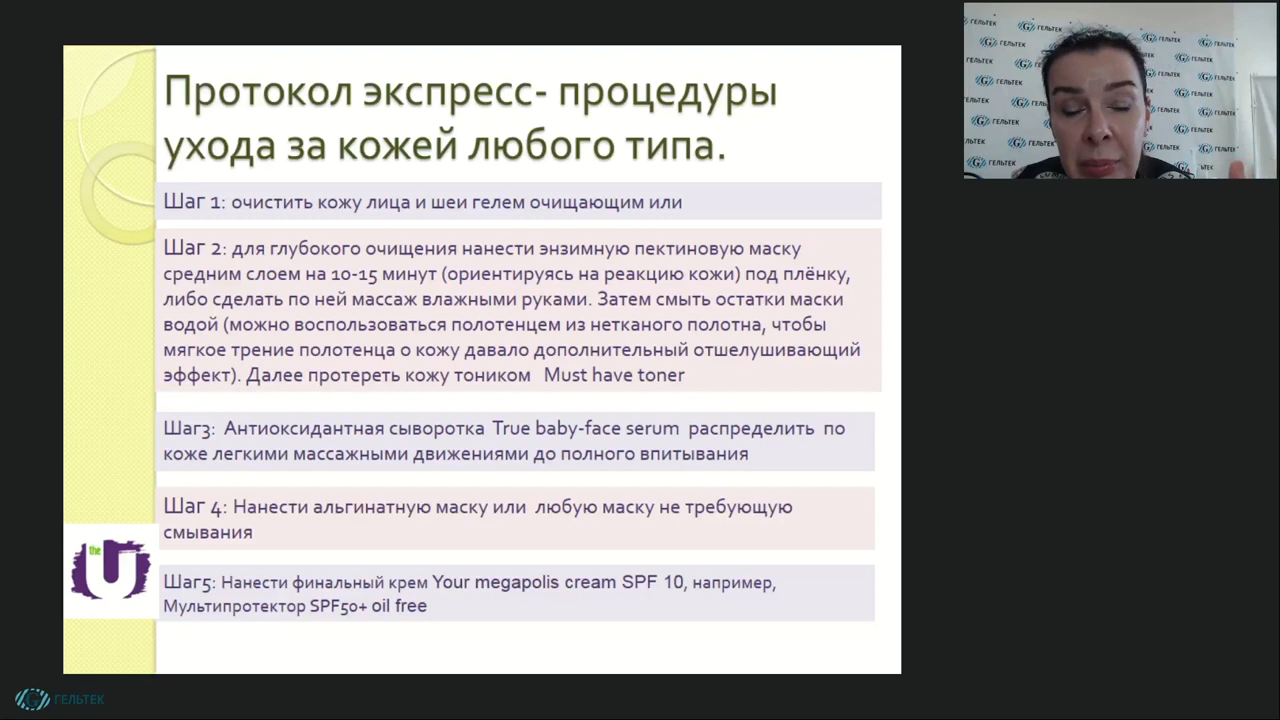 Протокол экспресс- процедуры
ухода за кожей любого типа.
Шаг 1: очистить кожу лица и шеи гелем очищающим или
Шаг 2: для глубокого очищения нанести энзимную пектиновую маску
средним слоем на 10-15 минут (ориентируясь на реакцию кожи) под плёнку,
либо сделать по ней массаж влажными руками. Затем смыть остатки маски
водой (можно воспользоваться полотенцем из нетканого полотна, чтобы
мягкое трение полотенца о кожу давало дополнительный отшелушивающий
эффект). Далее протереть кожу тоником Must have toner
Шаг3: Антиоксидантная сыворотка True baby-face serum распределить по
коже легкими массажными движениями до полного впитывания
Шаг 4: Нанести альгинатную маску или любую маску не требующую
смывания
the U
Шаг5: Нанести финальный крем Your megapolis cream SPF 10, например,
Мультипротектор SPF50+ oil free
ГЕЛЬТЕК
ГЕЛЬТЕК
ГЕЛЬТЕК
ГЕЛЬТЕК
ГЕЛЬТЕК
ГЕЛЬТЕК